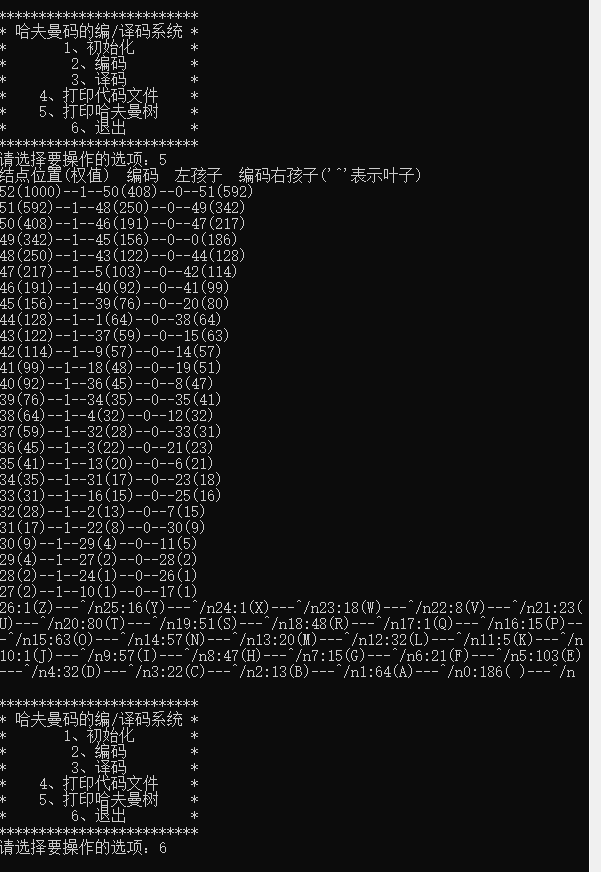 *************************
* 哈夫曼码的编/译码系统 *
*       1、初始化       *
*        2、编码        *
*        3、译码        *
*    4、打印代码文件    *
*    5、打印哈夫曼树    *
*        6、退出        *
*************************
请选择要操作的选项：5
结点位置(权值)  编码  左孩子  编码右孩子('^'表示叶子)
52(1000)--1--50(408)--0--51(592)
51(592)--1--48(250)--0--49(342)
50(408)--1--46(191)--0--47(217)
49(342)--1--45(156)--0--0(186)
48(250)--1--43(122)--0--44(128)
47(217)--1--5(103)--0--42(114)
46(191)--1--40(92)--0--41(99)
45(156)--1--39(76)--0--20(80)
44(128)--1--1(64)--0--38(64)
43(122)--1--37(59)--0--15(63)
42(114)--1--9(57)--0--14(57)
41(99)--1--18(48)--0--19(51)
40(92)--1--36(45)--0--8(47)
39(76)--1--34(35)--0--35(41)
38(64)--1--4(32)--0--12(32)
37(59)--1--32(28)--0--33(31)
36(45)--1--3(22)--0--21(23)
35(41)--1--13(20)--0--6(21)
34(35)--1--31(17)--0--23(18)
33(31)--1--16(15)--0--25(16)
32(28)--1--2(13)--0--7(15)
31(17)--1--22(8)--0--30(9)
30(9)--1--29(4)--0--11(5)
29(4)--1--27(2)--0--28(2)
28(2)--1--24(1)--0--26(1)
27(2)--1--10(1)--0--17(1)
26:1(Z)---^/n25:16(Y)---^/n24:1(X)---^/n23:18(W)---^/n22:8(V)---^/n21:23(
U)---^/n20:80(T)---^/n19:51(S)---^/n18:48(R)---^/n17:1(Q)---^/n16:15(P)--
-^/n15:63(O)---^/n14:57(N)---^/n13:20(M)---^/n12:32(L)---^/n11:5(K)---^/n
10:1(J)---^/n9:57(I)---^/n8:47(H)---^/n7:15(G)---^/n6:21(F)---^/n5:103(E)
---^/n4:32(D)---^/n3:22(C)---^/n2:13(B)---^/n1:64(A)---^/n0:186( )---^/n
*************************
* 哈夫曼码的编/译码系统 *
*       1、初始化       *
*        2、编码        *
*        3、译码        *
*    4、打印代码文件    *
*    5、打印哈夫曼树    *
*        6、退出        *
*************************
请选择要操作的选项：6